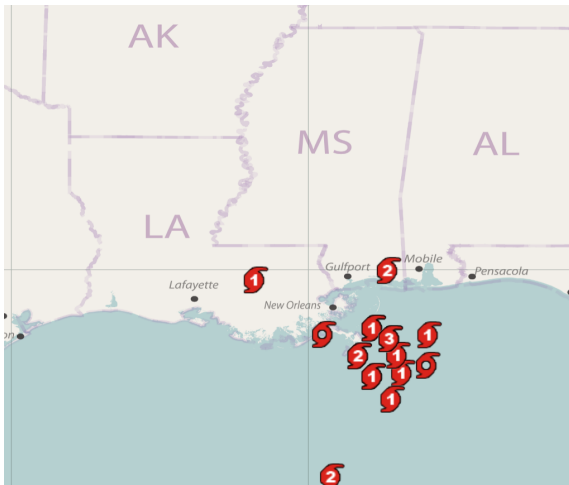 AK
MS
AL
LA
Gulfport
Mobile
Pensacola
1
2
Lafayette
New Orleans
on
1
3
1
2
1
1
1
1
2